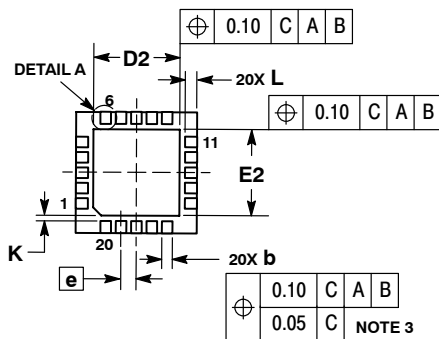 ⌖ 0.10 C A B
D2
DETAIL A
20X L
6
⌖ 0.10 C A B
11
E2
1
K
20
e
20X b
⌖ 0.10 C A B
0.05 C NOTE 3